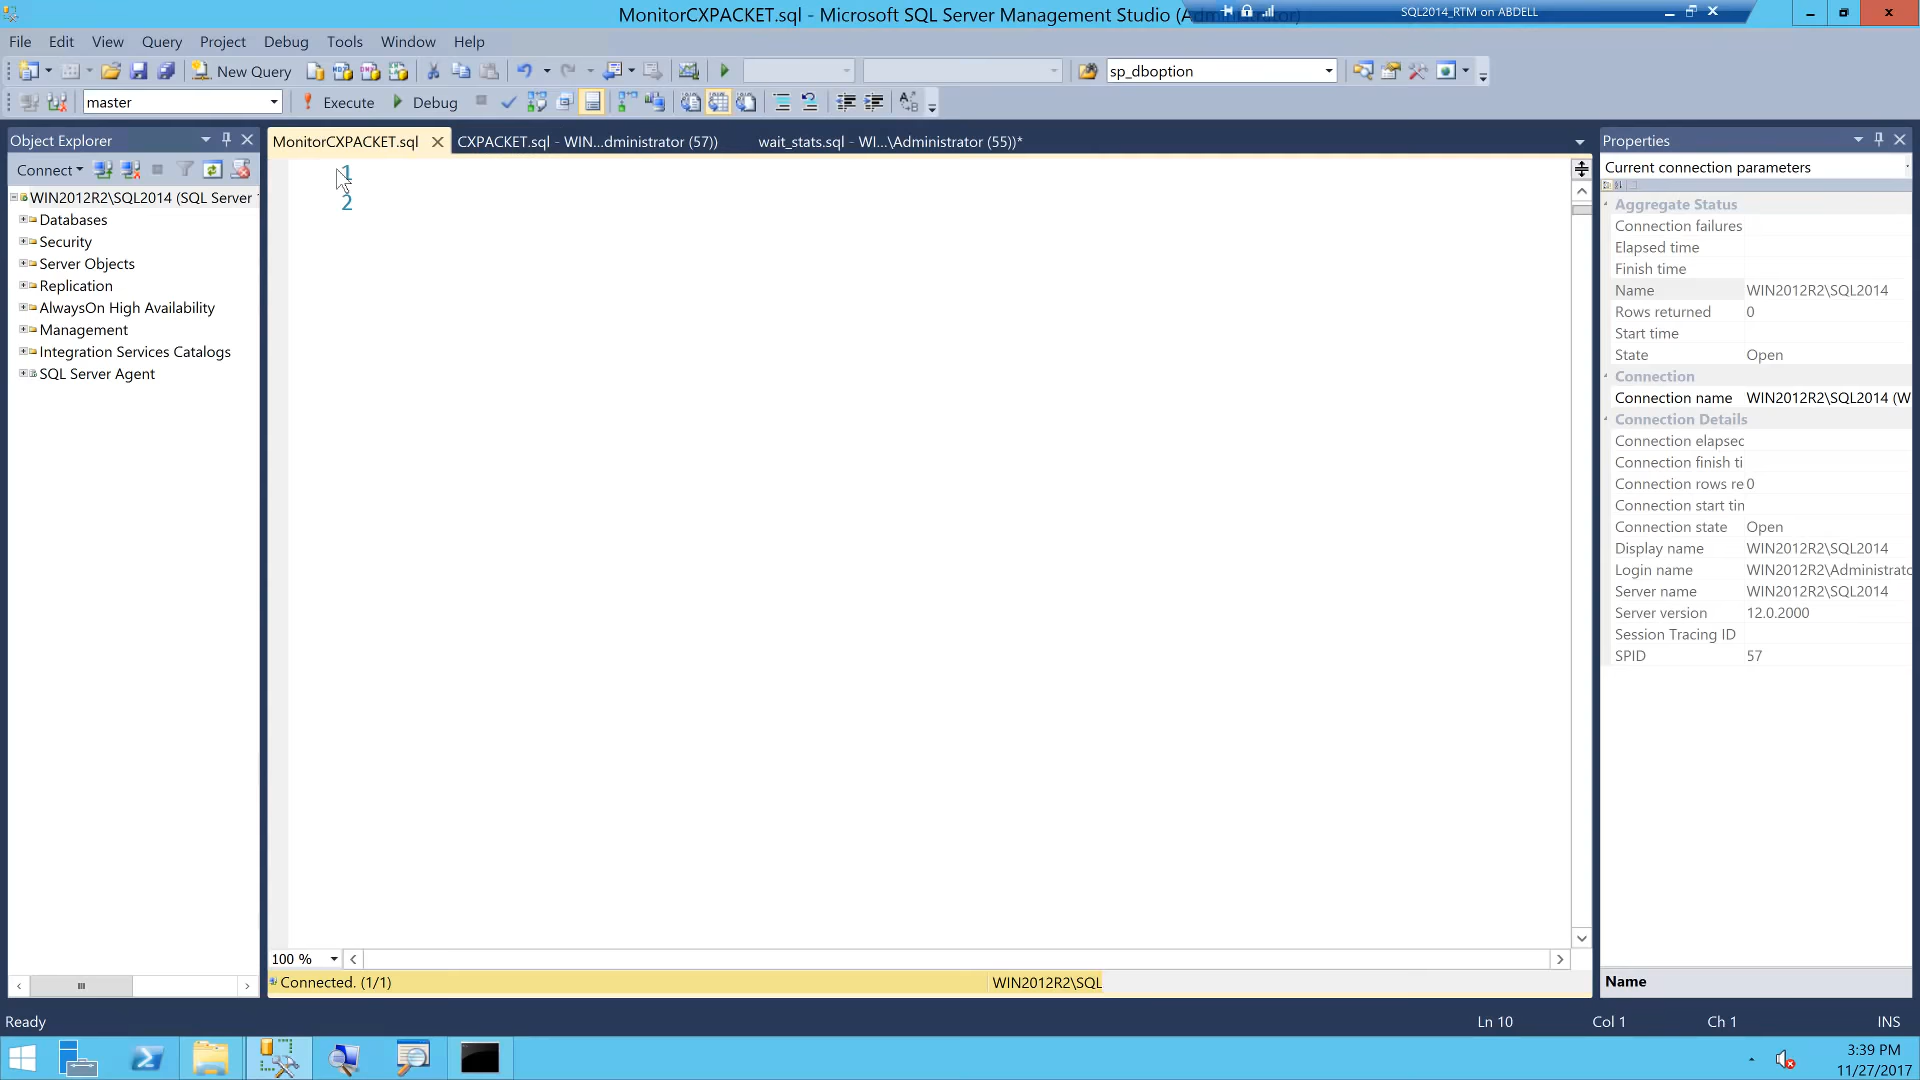 MonitorCXPACKET.sql - Microsoft SQL Server Management Studio (Administrator)
SQL2014_RTM on ABDELL
File Edit View Query Project Debug Tools Window Help
New Query
sp_dboption
master
Execute
Debug
Object Explorer
Connect
WIN2012R2\SQL2014 (SQL Server
Databases
Security
Server Objects
Replication
AlwaysOn High Availability
Management
Integration Services Catalogs
SQL Server Agent
MonitorCXPACKET.sql
CXPACKET.sql - WIN...dministrator (57))
wait_stats.sql - WI...\Administrator (55))*
1
2
100 %
Connected. (1/1)
WIN2012R2\SQL
Properties
Current connection parameters
Aggregate Status
Connection failures
Elapsed time
Finish time
Name WIN2012R2\SQL2014
Rows returned 0
Start time
State Open
Connection
Connection name WIN2012R2\SQL2014 (W
Connection Details
Connection elapsec
Connection finish ti
Connection rows re 0
Connection start tin
Connection state Open
Display name WIN2012R2\SQL2014
Login name WIN2012R2\Administratc
Server name WIN2012R2\SQL2014
Server version 12.0.2000
Session Tracing ID
SPID 57
Name
Ready
Ln 10
Col 1
Ch 1
INS
3:39 PM
11/27/2017